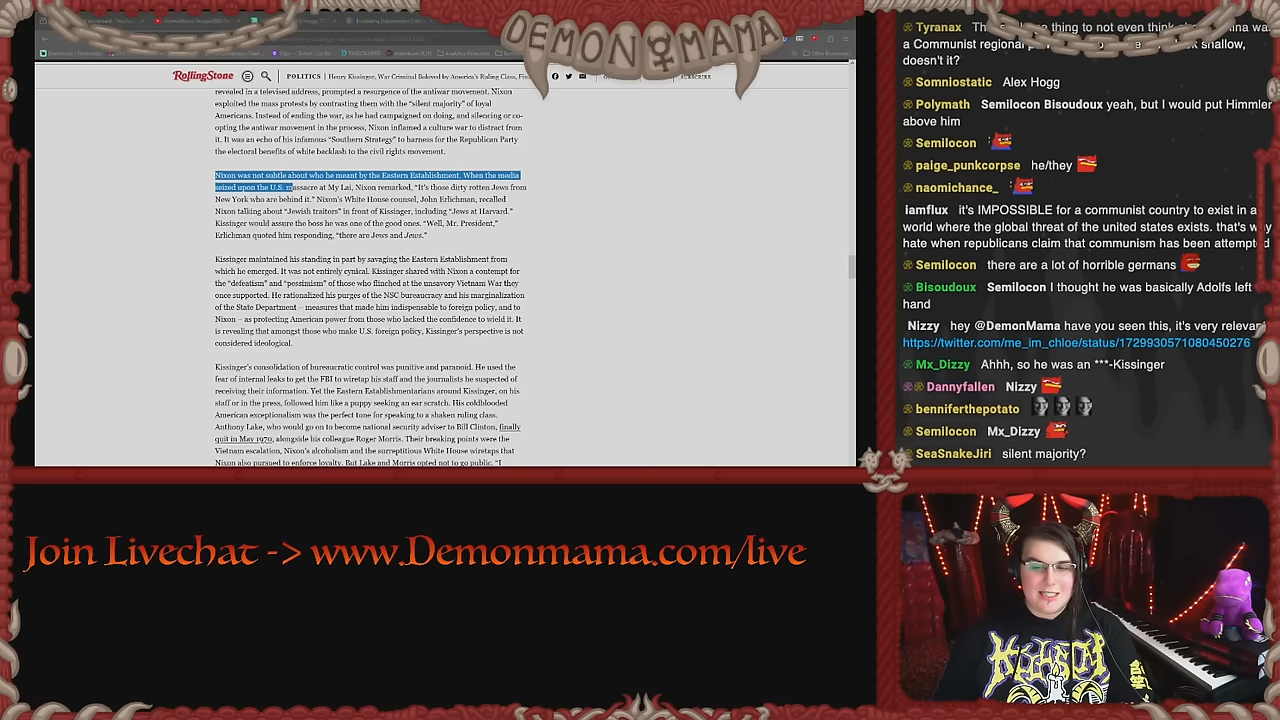 DEMON MAMA
RollingStone
POLITICS
Henry Kissinger, War Criminal Beloved by America's Ruling Class,
SUBSCRIBE
revealed in a televised address, prompted a resurgence of the antiwar movement. Nixon
exploited the mass protests by contrasting them with the “silent majority” of loyal
Americans. Instead of ending the war, as he had campaigned on doing, and silencing or co-
opting the antiwar movement in the process, Nixon inflamed a culture war to distract from
it. It was an echo of his infamous “Southern Strategy” to harness for the Republican Party
the electoral benefits of white backlash to the civil rights movement.
Nixon was not subtle about who he meant by the Eastern Establishment. When the media
seized upon the U.S. massacre at My Lai, Nixon remarked, “It’s those dirty rotten Jews from
New York who are behind it.” Nixon’s White House counsel, John Erlichman, recalled
Nixon talking about “Jewish traitors” in front of Kissinger, including “Jews at Harvard.”
Kissinger would assure the boss he was one of the good ones. “Well, Mr. President,”
Erlichman quoted him responding, “there are Jews and Jews.”
Kissinger maintained his standing in part by savaging the Eastern Establishment from
which he emerged. It was not entirely cynical. Kissinger shared with Nixon a contempt for
the “defeatism” and “pessimism” of those who flinched at the unsavory Vietnam War they
once supported. He rationalized his purges of the NSC bureaucracy and his marginalization
of the State Department – measures that made him indispensable to foreign policy, and to
Nixon – as protecting American power from those who lacked the confidence to wield it. It
is revealing that amongst those who make U.S. foreign policy, Kissinger’s perspective is not
considered ideological.
Kissinger’s consolidation of bureaucratic control was punitive and paranoid. He used the
fear of internal leaks to get the FBI to wiretap his staff and the journalists he suspected of
receiving their information. Yet the Eastern Establishmentarians around Kissinger, on his
staff or in the press, followed him like a puppy seeking an ear scratch. His coldblooded
American exceptionalism was the perfect tone for speaking to a shaken ruling class.
Anthony Lake, who would go on to become national security adviser to Bill Clinton, finally
quit in May 1970, alongside his colleague Roger Morris. Their breaking points were the
Vietnam escalation, Nixon’s alcoholism and the surreptitious White House wiretaps that
Nixon also pursued to enforce loyalty. But Lake and Morris opted not to go public. “I
Tyranax thing to not even think
a Communist regional shallow,
doesn't it?
Somniostatic Alex Hogg
Polymath Semilocon Bisoudoux yeah, but I would put Himmler
above him
Semilocon
paige_punkcorpse he/they
naomichance_
iamflux it's IMPOSSIBLE for a communist country to exist in a
world where the global threat of the united states exists. that's why
hate when republicans claim that communism has been attempted
Semilocon there are a lot of horrible germans
Bisoudoux Semilocon I thought he was basically Adolfs left
hand
Nizzy hey @DemonMama have you seen this, it's very
https://twitter.com/me_im_chloe/status/1729930571080450276
Mx_Dizzy Ahhh, so he was an ***-Kissinger
Dannyfallen Nizzy
benniferthepotato
Semilocon Mx_Dizzy
SeaSnakeJiri silent majority?
Join Livechat -> www.Demonmama.com/live